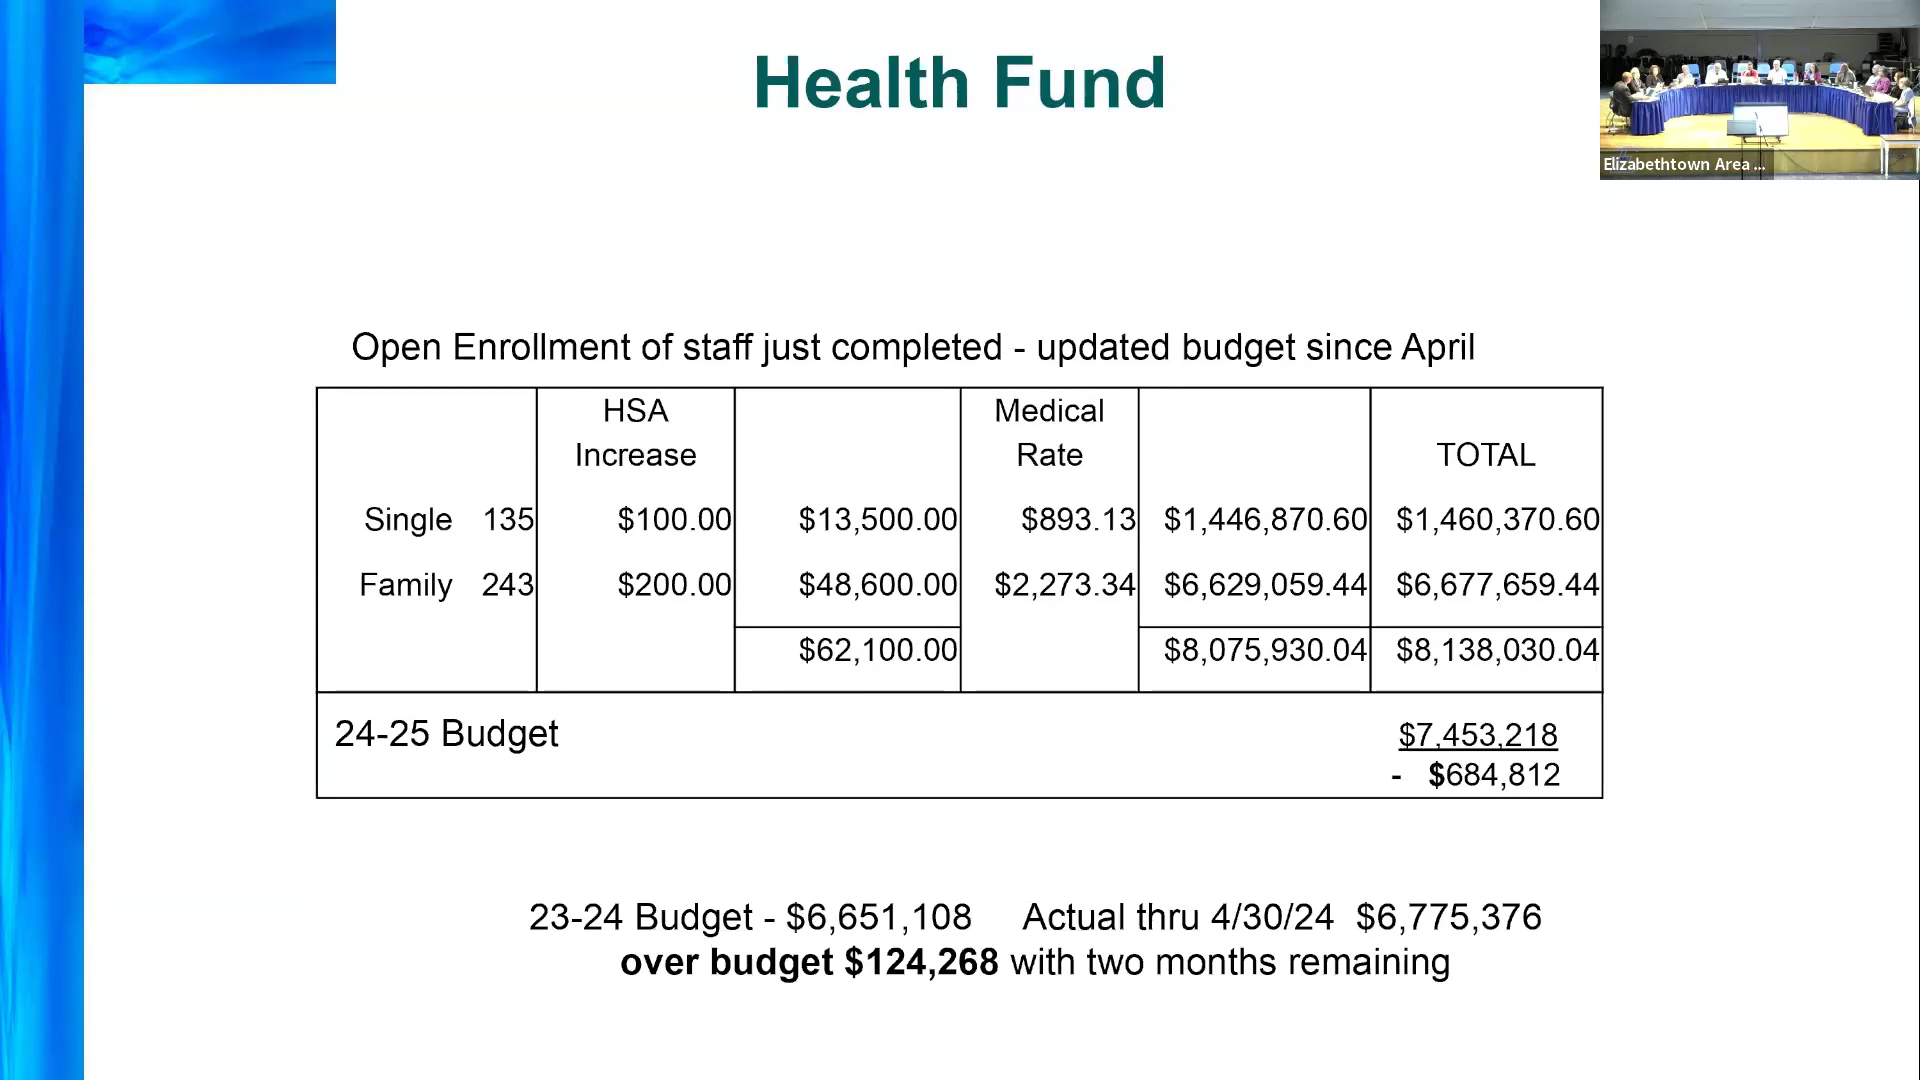 Health Fund
Elizabethtown Area ...
Open Enrollment of staff just completed - updated budget since April
HSA Increase Medical Rate TOTAL
Single 135 $100.00 $13,500.00 $893.13 $1,446,870.60 $1,460,370.60
Family 243 $200.00 $48,600.00 $2,273.34 $6,629,059.44 $6,677,659.44
$62,100.00 $8,075,930.04 $8,138,030.04
24-25 Budget $7,453,218
- $684,812
23-24 Budget - $6,651,108 Actual thru 4/30/24 $6,775,376
over budget $124,268 with two months remaining